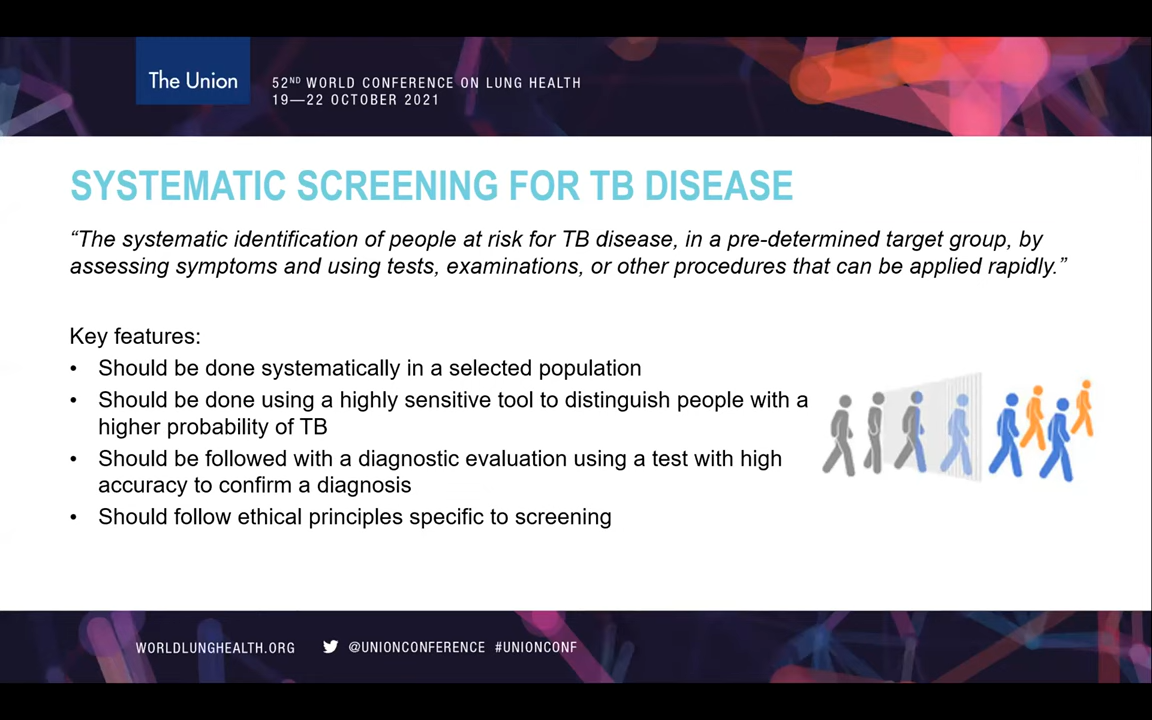 The Union
52ND WORLD CONFERENCE ON LUNG HEALTH
19—22 OCTOBER 2021
SYSTEMATIC SCREENING FOR TB DISEASE
“The systematic identification of people at risk for TB disease, in a pre-determined target group, by
assessing symptoms and using tests, examinations, or other procedures that can be applied rapidly.”
Key features:
• Should be done systematically in a selected population
• Should be done using a highly sensitive tool to distinguish people with a
higher probability of TB
• Should be followed with a diagnostic evaluation using a test with high
accuracy to confirm a diagnosis
• Should follow ethical principles specific to screening
WORLDLUNGHEALTH.ORG @UNIONCONFERENCE #UNIONCONF